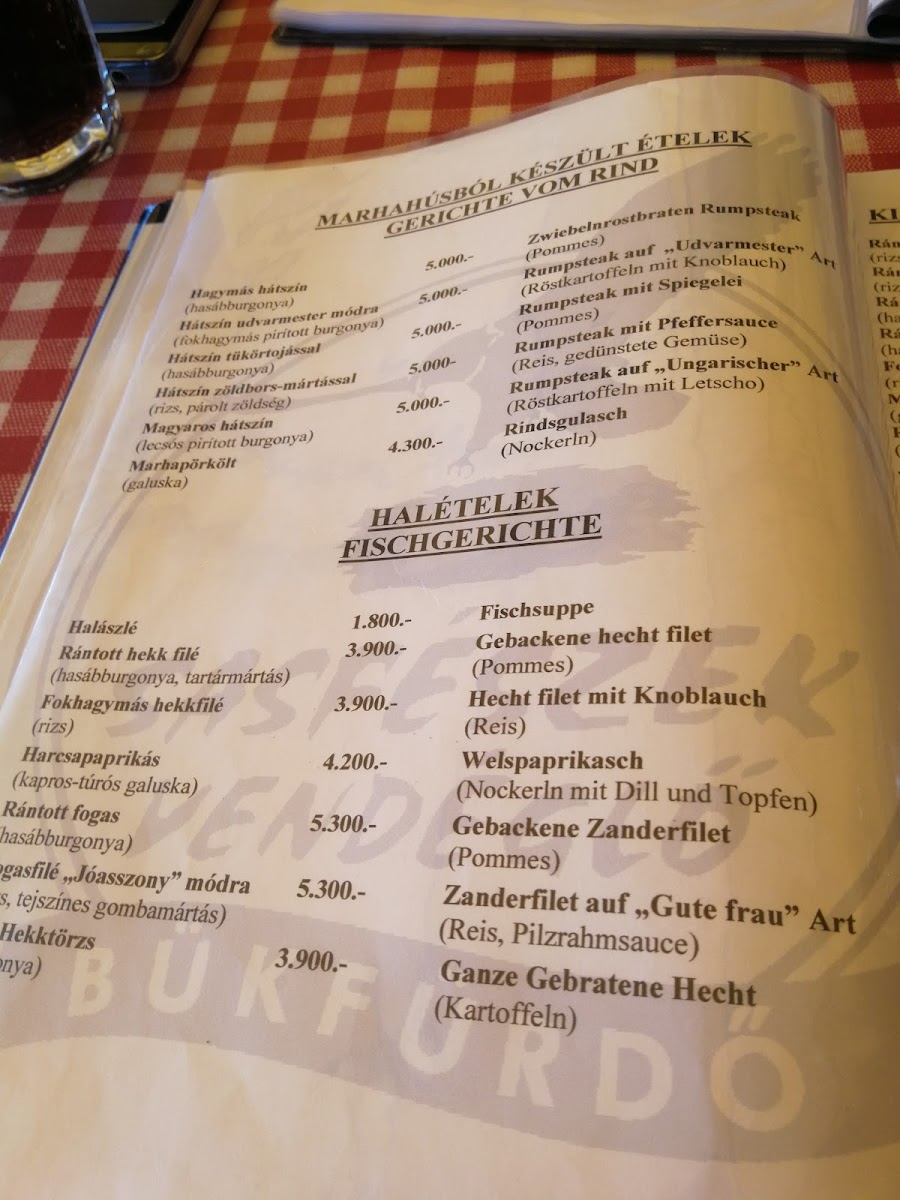 MARHAHÚSBÓL KÉSZÜLT ÉTELEK
GERICHTE VOM RIND
Hagymás hátszín 5.000.- Zwiebelnrostbraten Rumpsteak
(hasábburgonya) (Pommes)
Hátszín udvarmester módra 5.000.- Rumpsteak auf „Udvarmester” Art
(fokhagymás pirított burgonya) (Röstkartoffeln mit Knoblauch)
Hátszín tükörtojással 5.000.- Rumpsteak mit Spiegelei
(hasábburgonya) (Pommes)
Hátszín zöldbors-mártással 5.000- Rumpsteak mit Pfeffersauce
(rizs, párolt zöldség) (Reis, gedünstete Gemüse)
Magyaros hátszín 5.000.- Rumpsteak auf „Ungarischer” Art
(lecsós pirított burgonya) (Röstkartoffeln mit Letscho)
Marhapörkölt 4.300.- Rindsgulasch
(galuska) (Nockerln)
HALÉTELEK
FISCHGERICHTE
Halászlé 1.800.- Fischsuppe
Rántott hekk filé 3.900.- Gebackene hecht filet
(hasábburgonya, tartármártás) (Pommes)
Fokhagymás hekkfilé 3.900.- Hecht filet mit Knoblauch
(rizs) (Reis)
Harcsapaprikás 4.200.- Welspaprikasch
(kapros-túrós galuska) (Nockerln mit Dill und Topfen)
Rántott fogas 5.300.- Gebackene Zanderfilet
hasábburgonya) (Pommes)
ogasfilé „Jóasszony” módra 5.300.- Zanderfilet auf „Gute frau” Art
s, tejszínes gombamártás) (Reis, Pilzrahmsauce)
Hekktörzs 3.900.- Ganze Gebratene Hecht
onya) (Kartoffeln)
SASFÉSZEK
VENDÉGLŐ
BÜKFÜRDŐ